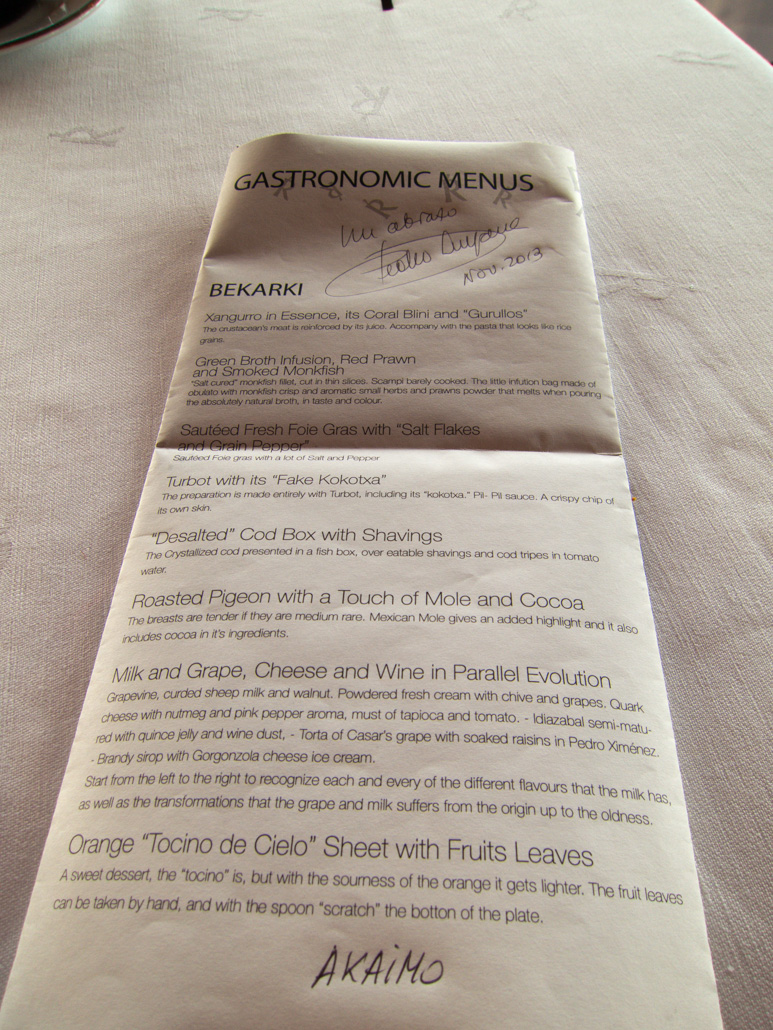 GASTRONOMIC MENUS
Un abrazo
Nov. 2013
BEKARKI
Xangurro in Essence, its Coral Blini and "Gurullos"
The crustacean's meat is reinforced by its juice. Accompany with the pasta that looks like rice
grains.
Green Broth Infusion, Red Prawn
and Smoked Monkfish
"Salt cured" monkfish fillet, cut in thin slices. Scampi barely cooked. The little infution bag made of
obulato with monkfish crisp and aromatic small herbs and prawns powder that melts when pouring
the absolutely natural broth, in taste and colour.
Sautéed Fresh Foie Gras with "Salt Flakes
and Grain Pepper"
Sautéed Foie gras with a lot of Salt and Pepper
Turbot with its "Fake Kokotxa"
The preparation is made entirely with Turbot, including its "kokotxa." Pil- Pil sauce. A crispy chip of
its own skin.
"Desalted" Cod Box with Shavings
The Crystallized cod presented in a fish box, over eatable shavings and cod tripes in tomato
water.
Roasted Pigeon with a Touch of Mole and Cocoa
The breasts are tender if they are medium rare. Mexican Mole gives an added highlight and it also
includes cocoa in it's ingredients.
Milk and Grape, Cheese and Wine in Parallel Evolution
Grapevine, curded sheep milk and walnut. Powdered fresh cream with chive and grapes. Quark
cheese with nutmeg and pink pepper aroma, must of tapioca and tomato. - Idiazabal semi-matu-
red with quince jelly and wine dust, - Torta of Casar's grape with soaked raisins in Pedro Ximénez.
- Brandy sirop with Gorgonzola cheese ice cream.
Start from the left to the right to recognize each and every of the different flavours that the milk has,
as well as the transformations that the grape and milk suffers from the origin up to the oldness.
Orange "Tocino de Cielo" Sheet with Fruits Leaves
A sweet dessert, the "tocino" is, but with the sourness of the orange it gets lighter. The fruit leaves
can be taken by hand, and with the spoon "scratch" the botton of the plate.
AKAiMO